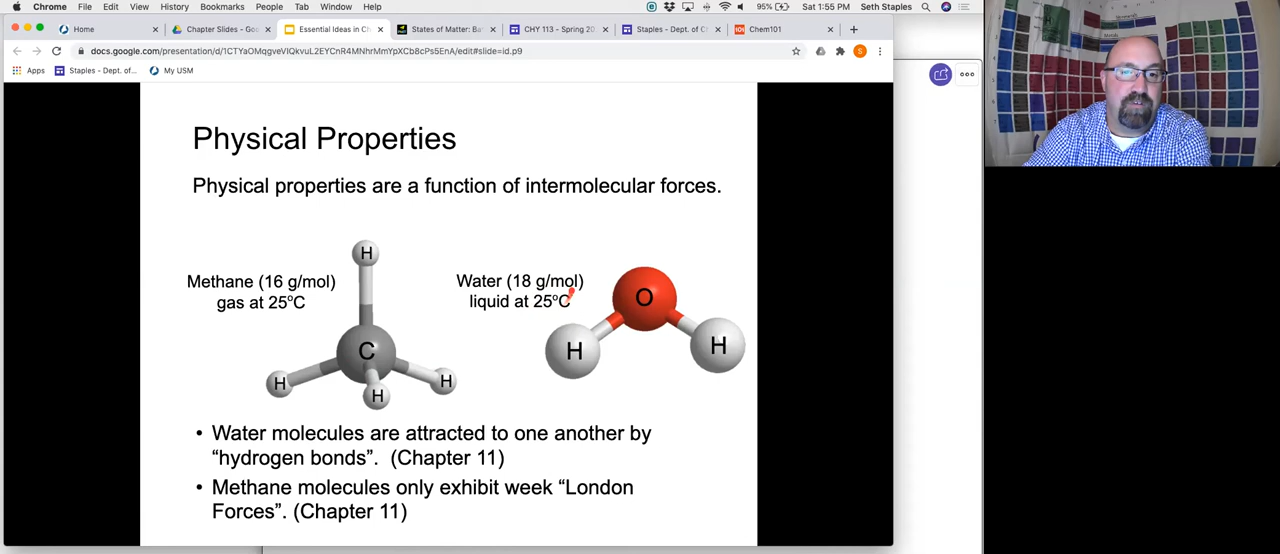 Chrome File Edit View History Bookmarks People Tab Window Help 95% Sat 1:55 PM Seth Staples
Home Chapter Slides - Goo Essential Ideas in Ch States of Matter: Ba CHY 113 - Spring 20 Staples - Dept. of C Chem101
docs.google.com/presentation/d/1CTYaOMqgveVIQkvuL2EYCnR4MNhrMmYpXCb8cPs5EnA/edit#slide=id.p9
S
Apps Staples - Dept. of... My USM
Physical Properties
Physical properties are a function of intermolecular forces.
H
Methane (16 g/mol)
gas at 25ºC
Water (18 g/mol)
liquid at 25ºC
O
C
H
H
H
H
H
• Water molecules are attracted to one another by
“hydrogen bonds”. (Chapter 11)
• Methane molecules only exhibit week “London
Forces”. (Chapter 11)